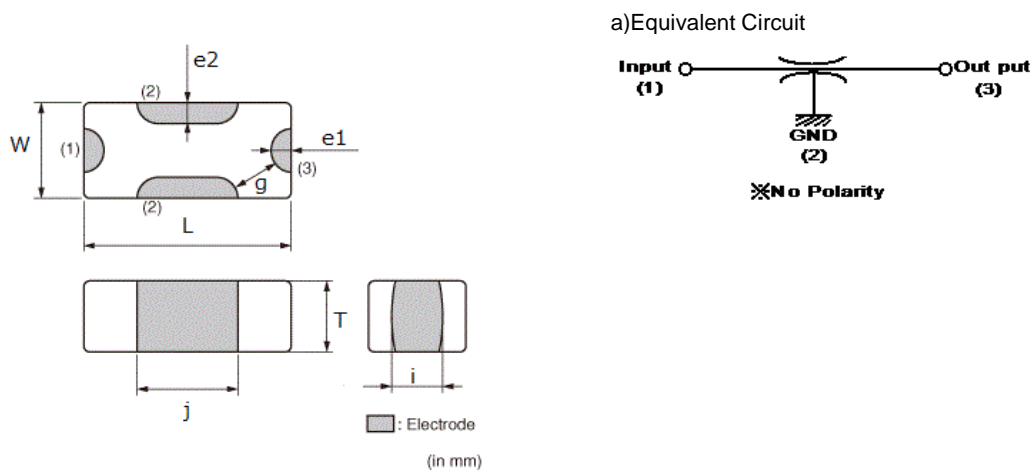 a)Equivalent Circuit
e2
(2)
W
(1)
e1
(3)
g
(2)
L
T
j
i
: Electrode
(in mm)
Input
(1)
Out put
(3)
GND
(2)
※No Polarity